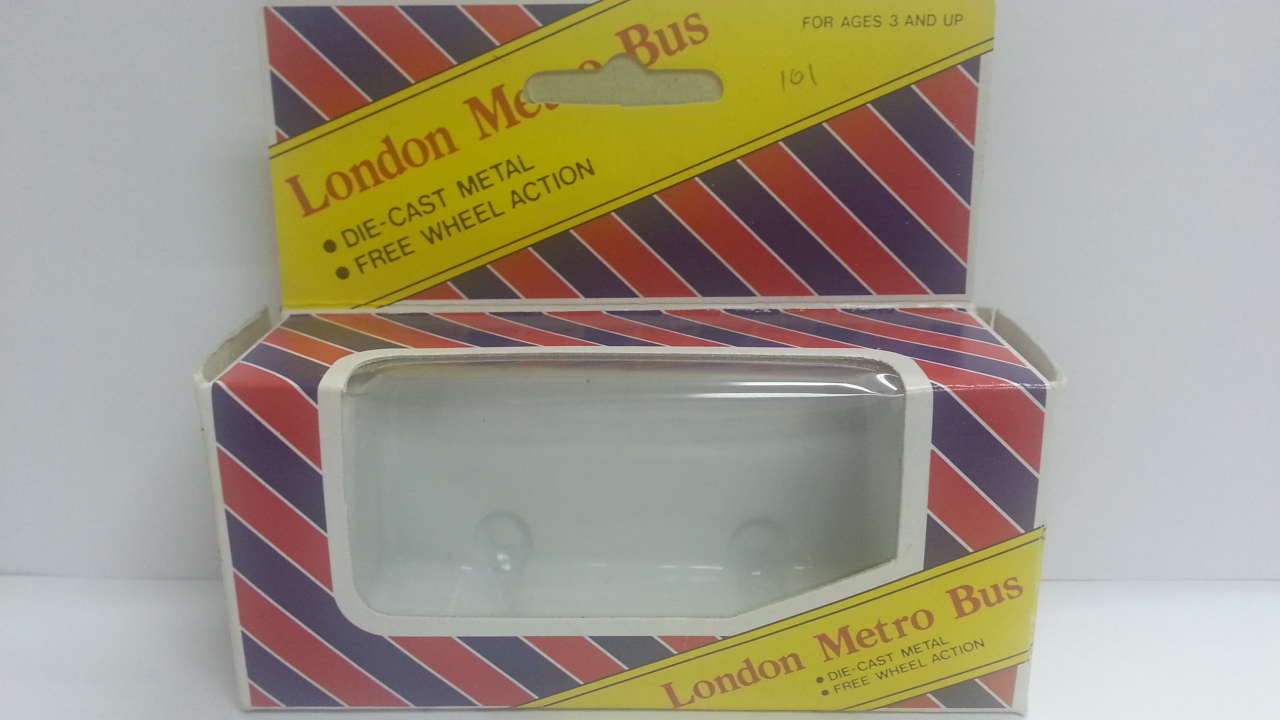 London Metro Bus
FOR AGES 3 AND UP
101
● DIE-CAST METAL
● FREE WHEEL ACTION
London Metro Bus
● DIE-CAST METAL
● FREE WHEEL ACTION